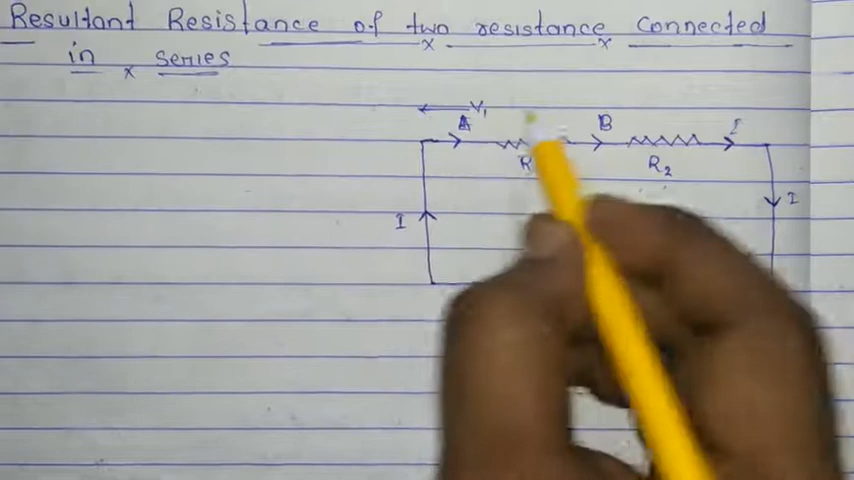 Resultant Resistance of two resistance Connected
in series
V1
A B I
R R2
I I